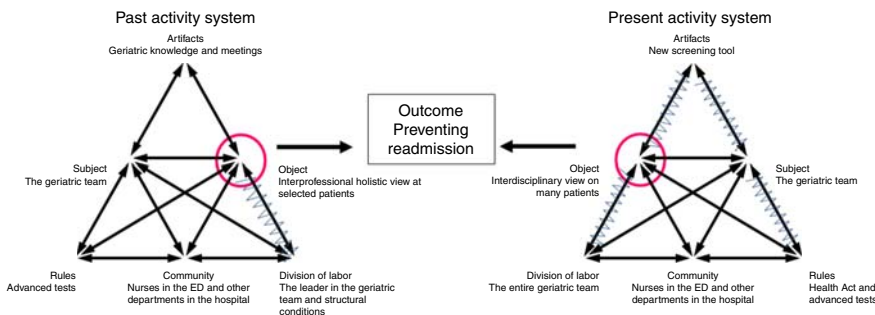 Past activity system
Artifacts
Geriatric knowledge and meetings
Subject
The geriatric team
Object
Interprofessional holistic view at
selected patients
Rules
Advanced tests
Community
Nurses in the ED and other
departments in the hospital
Division of labor
The leader in the geriatric
team and structural
conditions
Outcome
Preventing
readmission
Present activity system
Artifacts
New screening tool
Object
Interdisciplinary view on
many patients
Subject
The geriatric team
Division of labor
The entire geriatric team
Community
Nurses in the ED and other
departments in the hospital
Rules
Health Act and
advanced tests